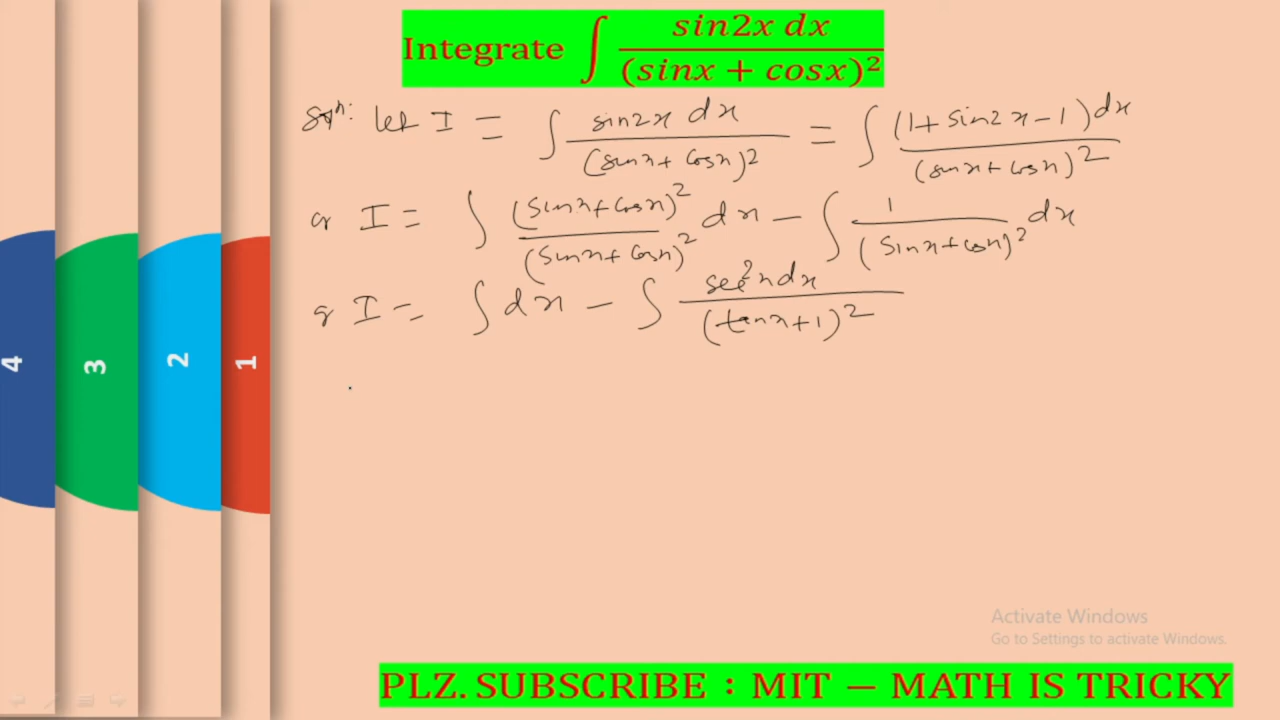 Integrate ∫ sin2x dx / (sinx + cosx)²
Solⁿ: let I = ∫ sin2x dx / (sinx + cosx)² = ∫ (1 + sin2x − 1) dx / (sinx + cosx)²
or I = ∫ (sinx + cosx)² / (sinx + cosx)² dx − ∫ 1 / (sinx + cosx)² dx
or I = ∫ dx − ∫ sec²x dx / (tanx + 1)²
4
3
2
1
Activate Windows
Go to Settings to activate Windows.
PLZ. SUBSCRIBE : MIT − MATH IS TRICKY